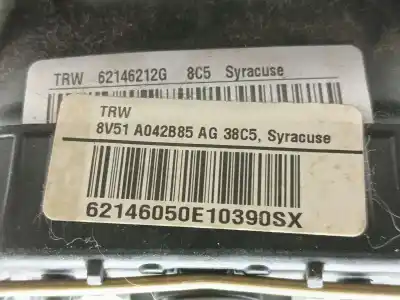 TRW 62146212G 8C5 Syracuse
TRW
8V51 A042B85 AG 38C5, Syracuse
62146050E10390SX